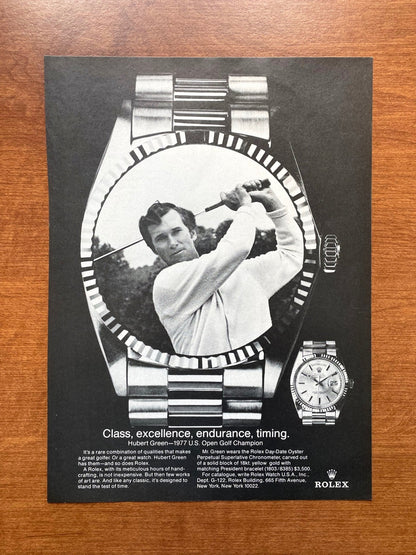 Class, excellence, endurance, timing.
Hubert Green—1977 U.S. Open Golf Champion
It's a rare combination of qualities that makes
a great golfer. Or a great watch. Hubert Green
has them—and so does Rolex.
A Rolex, with its meticulous hours of hand-
crafting, is not inexpensive. But then few works of
art are. And like any classic, it's designed to
stand the test of time.
Mr. Green wears the Rolex Day-Date Oyster
Perpetual Superlative Chronometer, carved out
of a solid block of 18kt. yellow gold with
matching President bracelet (1803/8385) $3,500.
For catalogue, write Rolex Watch U.S.A., Inc.,
Dept. G-122, Rolex Building, 665 Fifth Avenue,
New York, New York 10022.
ROLEX